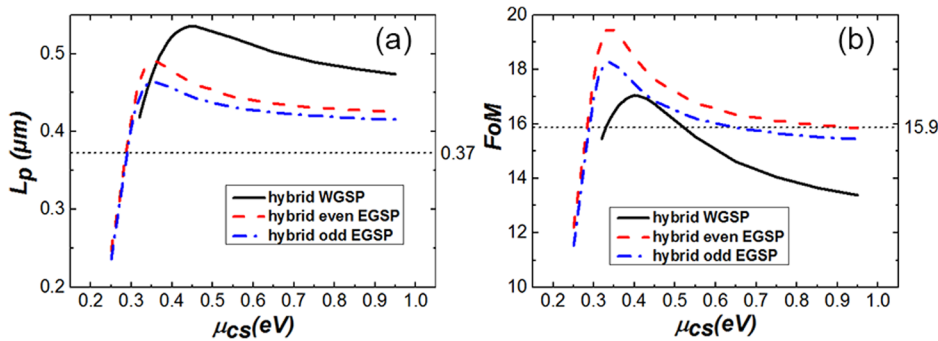 (a)
0.5
0.4
0.3
0.2
Lp (μm)
0.37
hybrid WGSP
hybrid even EGSP
hybrid odd EGSP
0.2 0.3 0.4 0.5 0.6 0.7 0.8 0.9 1.0
μcs(eV)
(b)
20
18
16
14
12
10
FoM
15.9
hybrid WGSP
hybrid even EGSP
hybrid odd EGSP
0.2 0.3 0.4 0.5 0.6 0.7 0.8 0.9 1.0
μcs(eV)